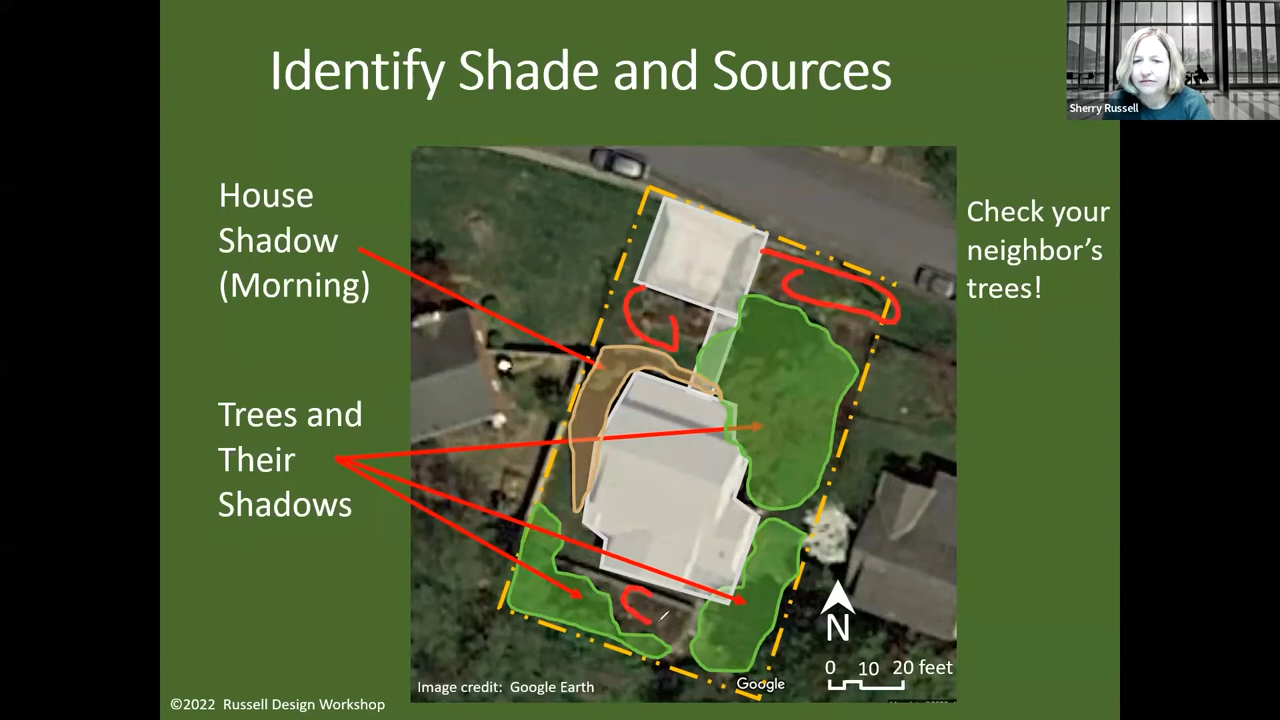 Identify Shade and Sources
Sherry Russell
House
Shadow
(Morning)
Check your
neighbor's
trees!
Trees and
Their
Shadows
N
0 10 20 feet
Image credit: Google Earth
Google
©2022 Russell Design Workshop